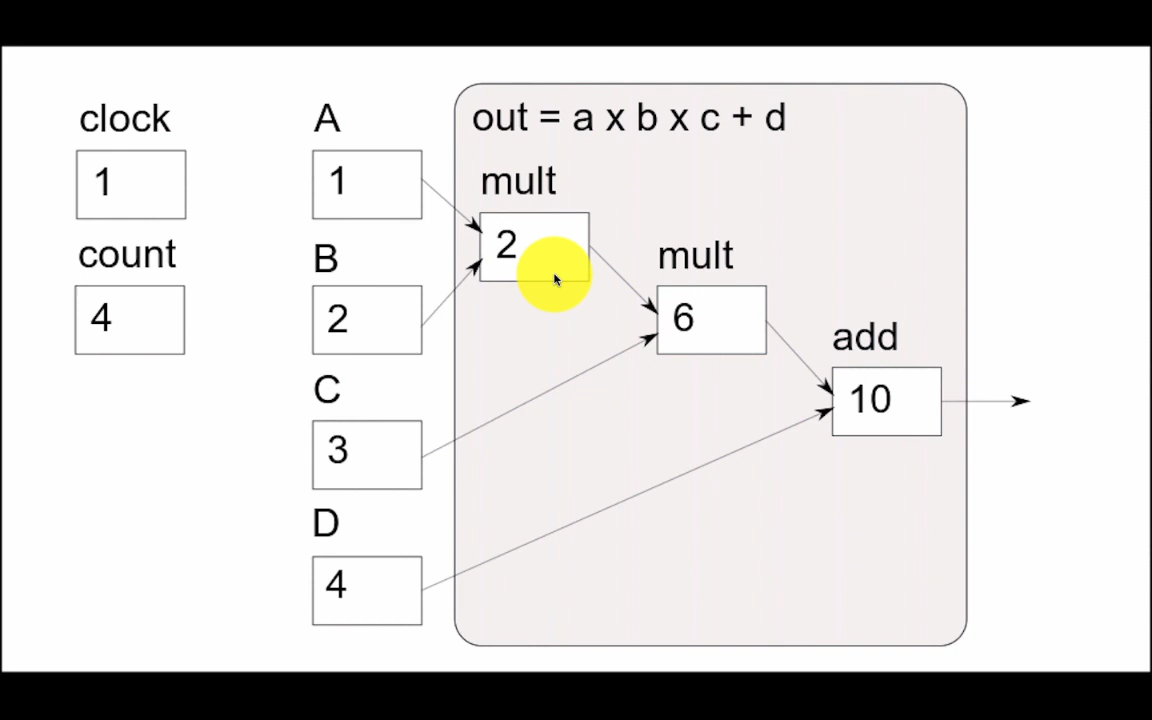 clock
1
count
4
A
1
B
2
C
3
D
4
out = a x b x c + d
mult
2
mult
6
add
10